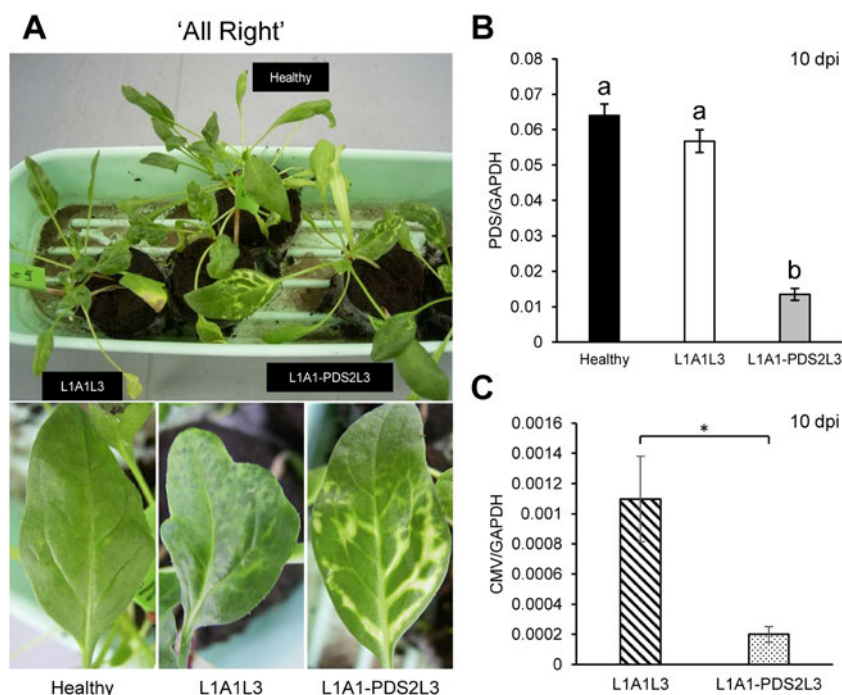 A
'All Right'
Healthy
L1A1L3
L1A1-PDS2L3
Healthy
L1A1L3
L1A1-PDS2L3
B
10 dpi
PDS/GAPDH
0.08
0.07
0.06
0.05
0.04
0.03
0.02
0.01
0
a
a
b
Healthy
L1A1L3
L1A1-PDS2L3
C
10 dpi
CMV/GAPDH
0.0016
0.0014
0.0012
0.001
0.0008
0.0006
0.0004
0.0002
0
*
L1A1L3
L1A1-PDS2L3